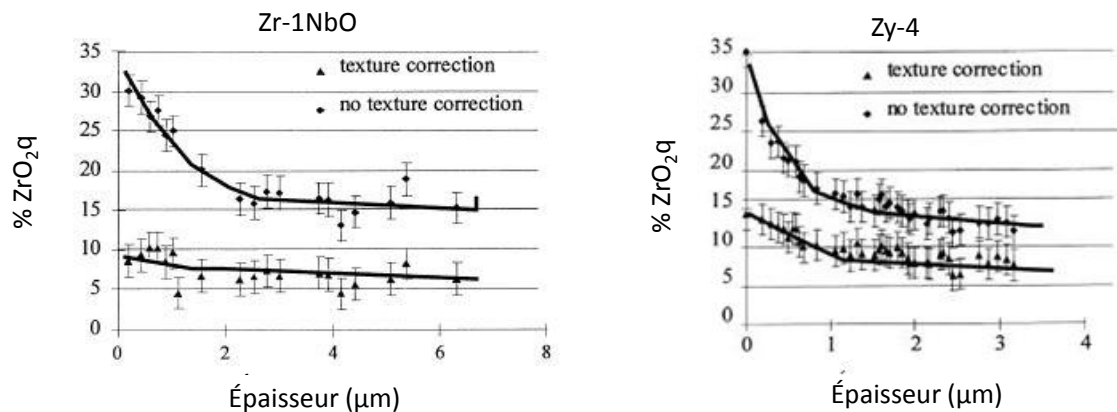 Zr-1NbO
35
30
25
20
15
10
5
0
% ZrO₂q
texture correction
no texture correction
0 2 4 6 8
Épaisseur (µm)
Zy-4
35
30
25
20
15
10
5
0
% ZrO₂q
texture correction
no texture correction
0 1 2 3 4
Épaisseur (µm)